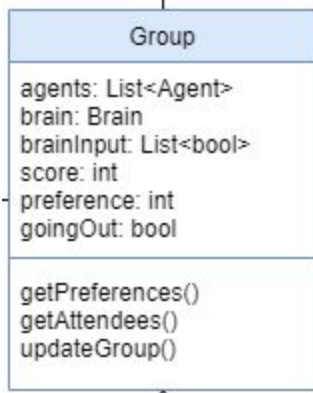 Group
agents: List<Agent>
brain: Brain
brainInput: List<bool>
score: int
preference: int
goingOut: bool
getPreferences()
getAttendees()
updateGroup()